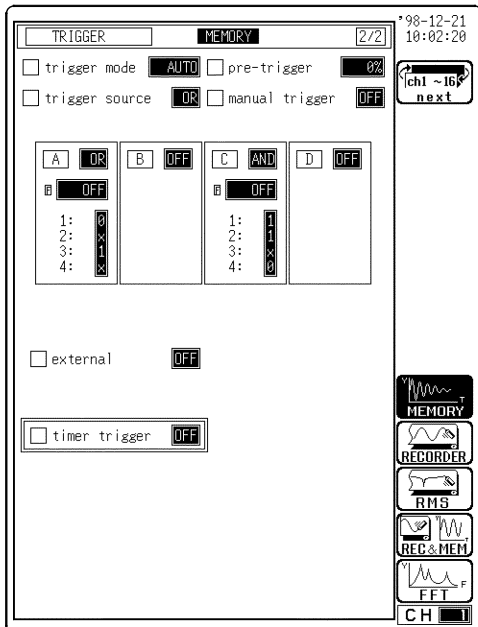 '98-12-21
10:02:20
TRIGGER MEMORY 2/2
trigger mode AUTO pre-trigger 0%
trigger source OR manual trigger OFF
ch1 ~16
next
A OR B OFF C AND D OFF
F OFF F OFF
1: 0 1: 1
2: x 2: 1
3: 1 3: x
4: x 4: 0
external OFF
timer trigger OFF
Y T
MEMORY
RECORDER
RMS
Y T
REC&MEM
Y F
FFT
CH 1